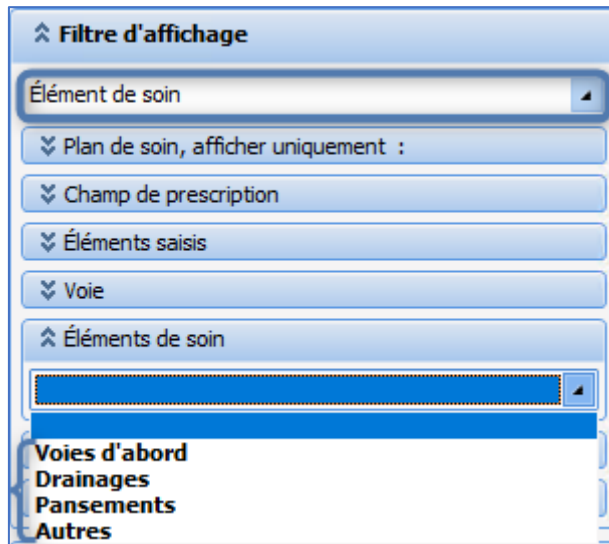 Filtre d'affichage
Élément de soin
Plan de soin, afficher uniquement :
Champ de prescription
Éléments saisis
Voie
Éléments de soin
Voies d'abord
Drainages
Pansements
Autres